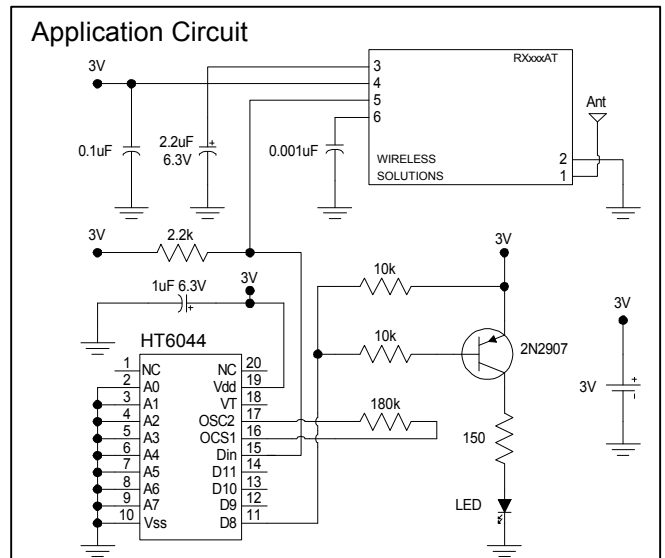 Application Circuit
3V
RXxxxAT
3
4
5
6
Ant
0.1uF
2.2uF
6.3V
0.001uF
WIRELESS
SOLUTIONS
2
1
3V
2.2k
3V
1uF 6.3V
3V
10k
10k
2N2907
3V
3V
+
-
HT6044
1 NC NC 20
2 A0 Vdd 19
3 A1 VT 18
4 A2 OSC2 17
5 A3 OCS1 16
6 A4 Din 15
7 A5 D11 14
8 A6 D10 13
9 A7 D9 12
10 Vss D8 11
180k
150
LED